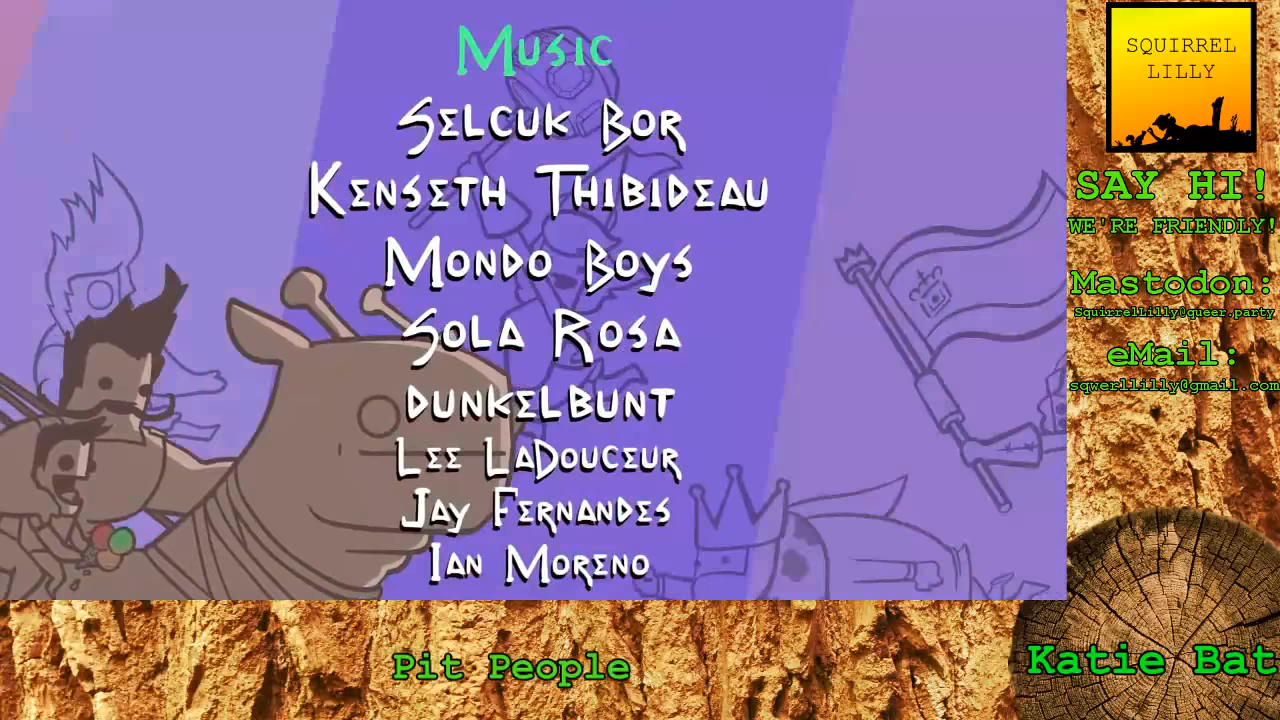 Music
Selcuk Bor
Kenseth Thibideau
Mondo Boys
Sola Rosa
Dunkelbunt
Lee LaDouceur
Jay Fernandes
Ian Moreno
SQUIRREL
LILLY
SAY HI!
WE'RE FRIENDLY!
Mastodon:
SquirrelLilly@queer.party
eMail:
sqwerllilly@gmail.com
Pit People
Katie Bat